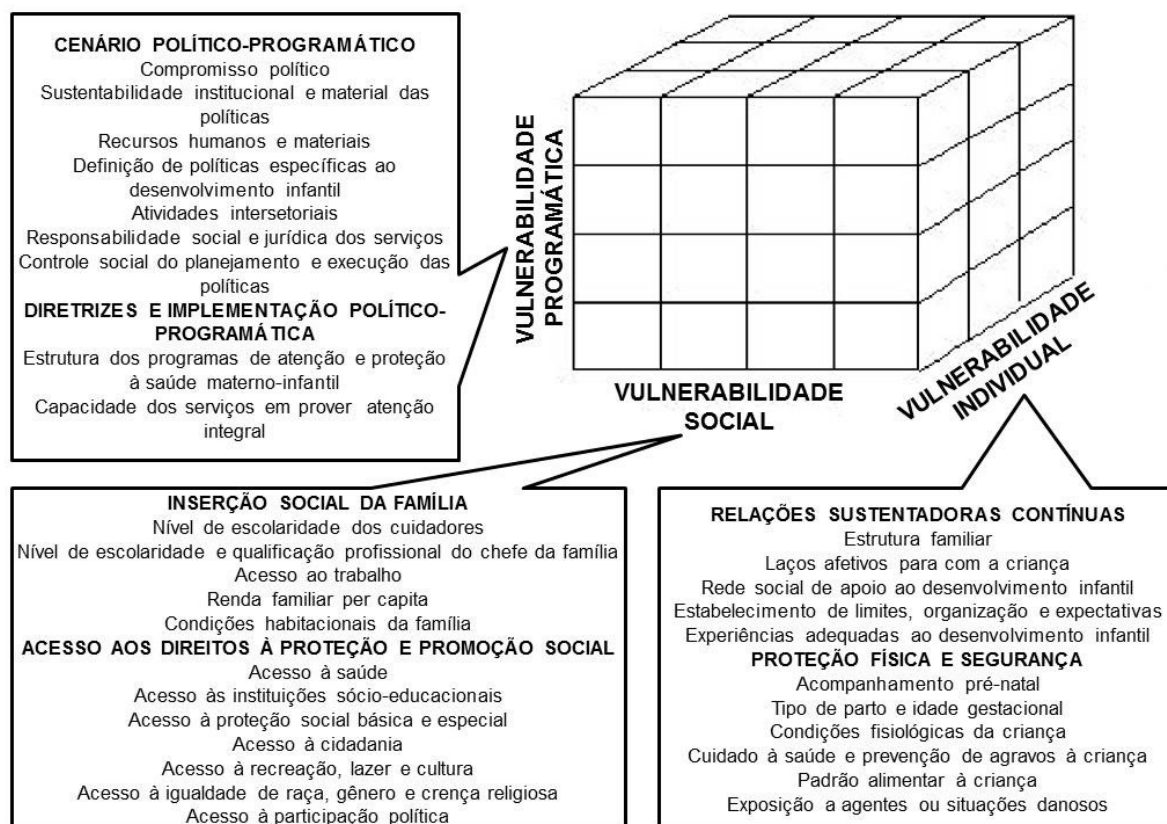 CENÁRIO POLÍTICO-PROGRAMÁTICO
Compromisso político
Sustentabilidade institucional e material das
políticas
Recursos humanos e materiais
Definição de políticas específicas ao
desenvolvimento infantil
Atividades intersetoriais
Responsabilidade social e jurídica dos serviços
Controle social do planejamento e execução das
políticas
DIRETRIZES E IMPLEMENTAÇÃO POLÍTICO-
PROGRAMÁTICA
Estrutura dos programas de atenção e proteção
à saúde materno-infantil
Capacidade dos serviços em prover atenção
integral
VULNERABILIDADE
PROGRAMÁTICA
VULNERABILIDADE
SOCIAL
VULNERABILIDADE
INDIVIDUAL
INSERÇÃO SOCIAL DA FAMÍLIA
Nível de escolaridade dos cuidadores
Nível de escolaridade e qualificação profissional do chefe da família
Acesso ao trabalho
Renda familiar per capita
Condições habitacionais da família
ACESSO AOS DIREITOS À PROTEÇÃO E PROMOÇÃO SOCIAL
Acesso à saúde
Acesso às instituições sócio-educacionais
Acesso à proteção social básica e especial
Acesso à cidadania
Acesso à recreação, lazer e cultura
Acesso à igualdade de raça, gênero e crença religiosa
Acesso à participação política
RELAÇÕES SUSTENTADORAS CONTÍNUAS
Estrutura familiar
Laços afetivos para com a criança
Rede social de apoio ao desenvolvimento infantil
Estabelecimento de limites, organização e expectativas
Experiências adequadas ao desenvolvimento infantil
PROTEÇÃO FÍSICA E SEGURANÇA
Acompanhamento pré-natal
Tipo de parto e idade gestacional
Condições fisiológicas da criança
Cuidado à saúde e prevenção de agravos à criança
Padrão alimentar à criança
Exposição a agentes ou situações danosos